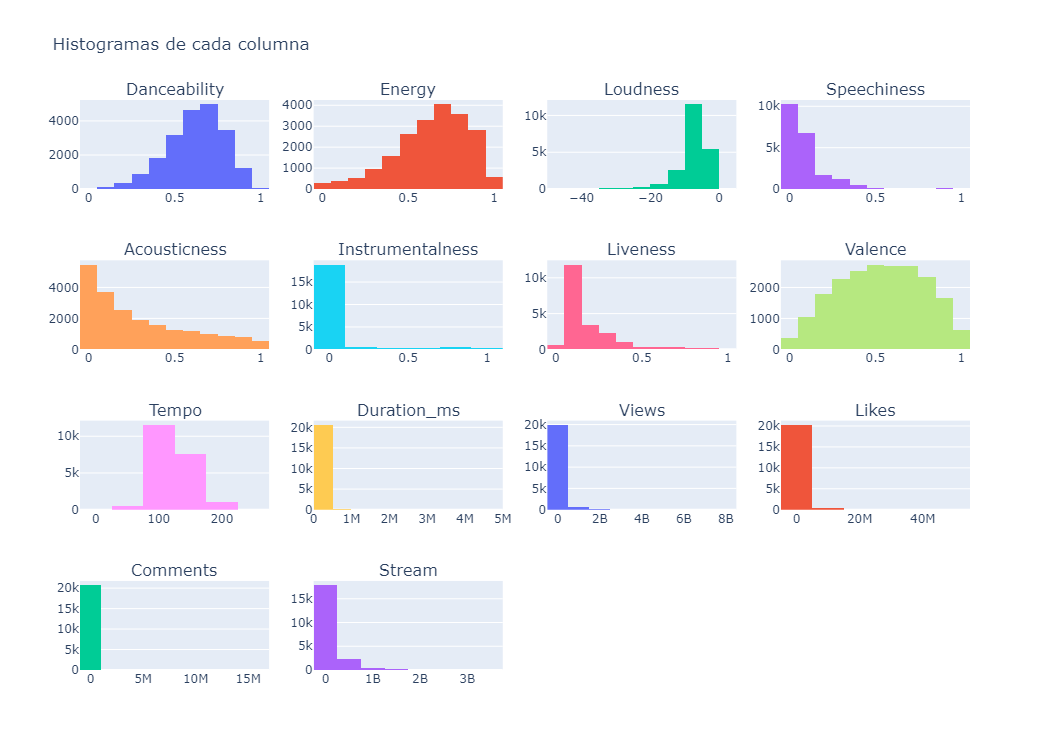 Histogramas de cada columna
Danceability Energy Loudness Speechiness
4000
2000
0
0 0.5 1
4000
3000
2000
1000
0
0 0.5 1
10k
5k
0
−40 −20 0
10k
5k
0
0 0.5 1
Acousticness Instrumentalness Liveness Valence
4000
2000
0
0 0.5 1
15k
10k
5k
0
0 0.5 1
10k
5k
0
0 0.5 1
2000
1000
0
0 0.5 1
Tempo Duration_ms Views Likes
10k
5k
0
0 100 200
20k
15k
10k
5k
0
0 1M 2M 3M 4M 5M
20k
15k
10k
5k
0
0 2B 4B 6B 8B
20k
15k
10k
5k
0
0 20M 40M
Comments Stream
20k
15k
10k
5k
0
0 5M 10M 15M
15k
10k
5k
0
0 1B 2B 3B